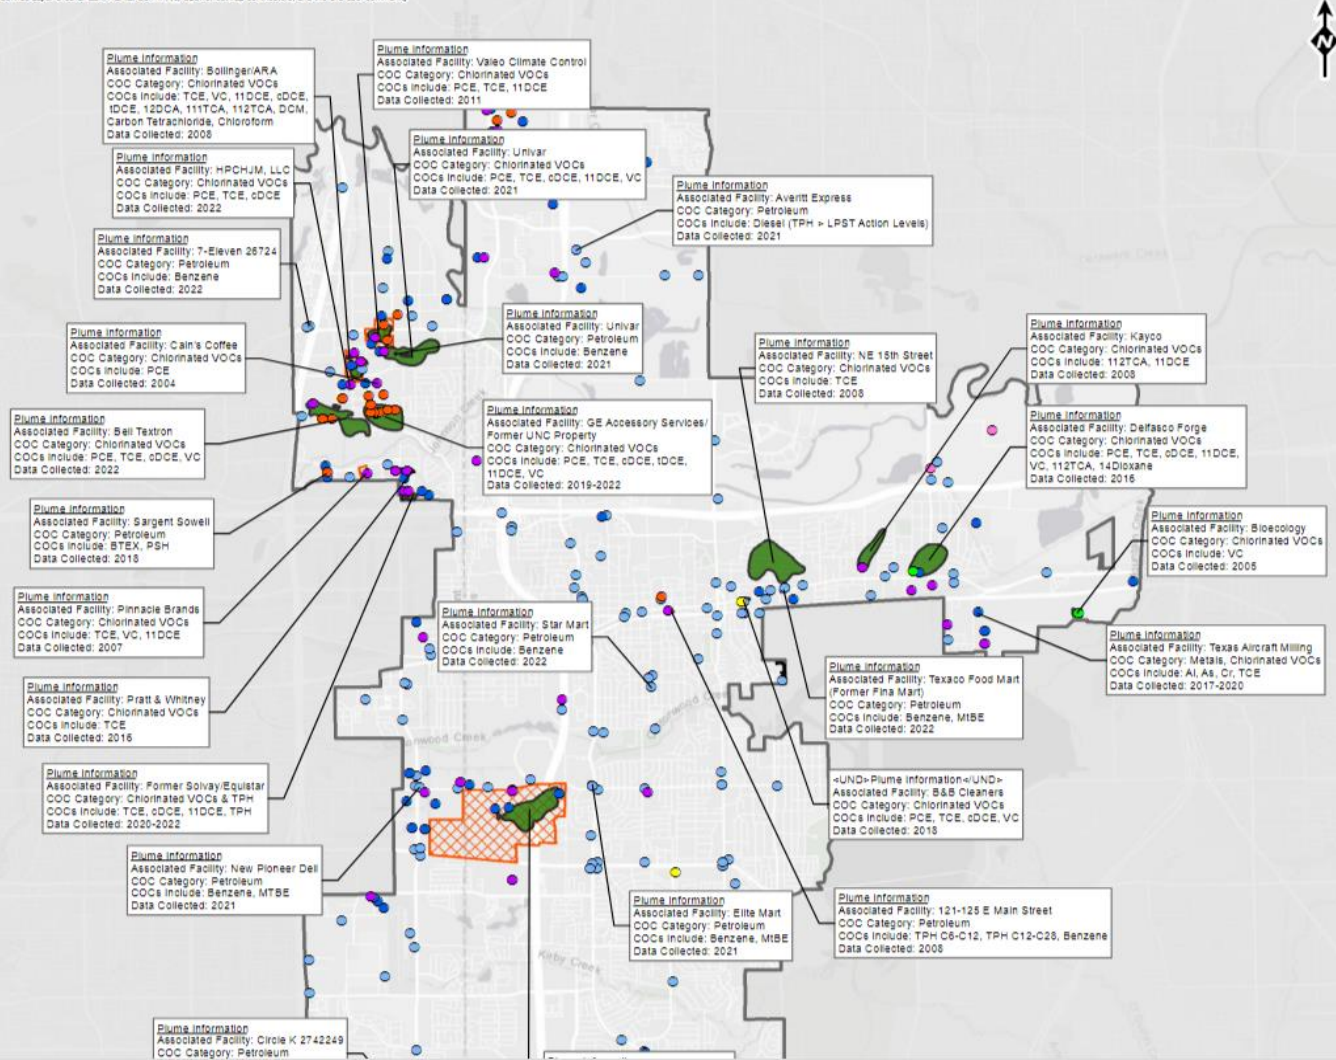 N
Plume Information
Associated Facility: Bollinger/ARA
COC Category: Chlorinated VOCs
COCs Include: TCE, VC, 11DCE, cDCE,
tDCE, 12DCA, 111TCA, 112TCA, DCM,
Carbon Tetrachloride, Chloroform
Data Collected: 2008
Plume Information
Associated Facility: Valeo Climate Control
COC Category: Chlorinated VOCs
COCs Include: PCE, TCE, 11DCE
Data Collected: 2011
Plume Information
Associated Facility: Univar
COC Category: Chlorinated VOCs
COCs Include: PCE, TCE, cDCE, 11DCE, VC
Data Collected: 2021
Plume Information
Associated Facility: HPCHJM, LLC
COC Category: Chlorinated VOCs
COCs Include: PCE, TCE, cDCE
Data Collected: 2022
Plume Information
Associated Facility: Averitt Express
COC Category: Petroleum
COCs Include: Diesel (TPH > LPST Action Levels)
Data Collected: 2021
Plume Information
Associated Facility: 7-Eleven 26724
COC Category: Petroleum
COCs Include: Benzene
Data Collected: 2022
Plume Information
Associated Facility: Univar
COC Category: Petroleum
COCs Include: Benzene
Data Collected: 2021
Plume Information
Associated Facility: Cain's Coffee
COC Category: Chlorinated VOCs
COCs Include: PCE
Data Collected: 2004
Plume Information
Associated Facility: NE 15th Street
COC Category: Chlorinated VOCs
COCs Include: TCE
Data Collected: 2008
Plume Information
Associated Facility: Kayco
COC Category: Chlorinated VOCs
COCs Include: 112TCA, 11DCE
Data Collected: 2008
Plume Information
Associated Facility: Bell Textron
COC Category: Chlorinated VOCs
COCs Include: PCE, TCE, cDCE, VC
Data Collected: 2022
Plume Information
Associated Facility: GE Accessory Services/
Former UNC Property
COC Category: Chlorinated VOCs
COCs Include: PCE, TCE, cDCE, tDCE,
11DCE, VC
Data Collected: 2019-2022
Plume Information
Associated Facility: Delfasco Forge
COC Category: Chlorinated VOCs
COCs Include: PCE, TCE, cDCE, 11DCE,
VC, 112TCA, 14Dioxane
Data Collected: 2016
Plume Information
Associated Facility: Sargent Sowell
COC Category: Petroleum
COCs Include: BTEX, PSH
Data Collected: 2018
Plume Information
Associated Facility: Bioecology
COC Category: Chlorinated VOCs
COCs Include: VC
Data Collected: 2005
Plume Information
Associated Facility: Pinnacle Brands
COC Category: Chlorinated VOCs
COCs Include: TCE, VC, 11DCE
Data Collected: 2007
Plume Information
Associated Facility: Star Mart
COC Category: Petroleum
COCs Include: Benzene
Data Collected: 2022
Plume Information
Associated Facility: Texas Aircraft Milling
COC Category: Metals, Chlorinated VOCs
COCs Include: Al, As, Cr, TCE
Data Collected: 2017-2020
Plume Information
Associated Facility: Texaco Food Mart
(Former Fina Mart)
COC Category: Petroleum
COCs Include: Benzene, MtBE
Data Collected: 2022
Plume Information
Associated Facility: Pratt & Whitney
COC Category: Chlorinated VOCs
COCs Include: TCE
Data Collected: 2016
Plume Information
Associated Facility: Former Solvay/Equistar
COC Category: Chlorinated VOCs & TPH
COCs Include: TCE, cDCE, 11DCE, TPH
Data Collected: 2020-2022
<UND>Plume Information</UND>
Associated Facility: B&B Cleaners
COC Category: Chlorinated VOCs
COCs Include: PCE, TCE, cDCE, VC
Data Collected: 2018
Plume Information
Associated Facility: New Pioneer Deli
COC Category: Petroleum
COCs Include: Benzene, MTBE
Data Collected: 2021
Plume Information
Associated Facility: Elite Mart
COC Category: Petroleum
COCs Include: Benzene, MtBE
Data Collected: 2021
Plume Information
Associated Facility: 121-125 E Main Street
COC Category: Petroleum
COCs Include: TPH C6-C12, TPH C12-C28, Benzene
Data Collected: 2008
Kirby Creek
Plume Information
Associated Facility: Circle K 2742249
COC Category: Petroleum